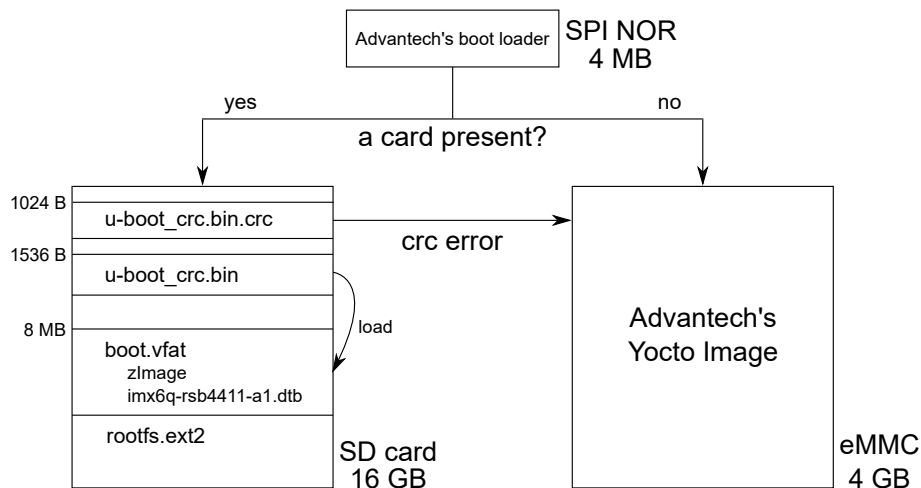 Advantech's boot loader
SPI NOR
4 MB
yes
no
a card present?
1024 B
u-boot_crc.bin.crc
crc error
1536 B
u-boot_crc.bin
8 MB
load
boot.vfat
zImage
imx6q-rsb4411-a1.dtb
rootfs.ext2
SD card
16 GB
Advantech's
Yocto Image
eMMC
4 GB